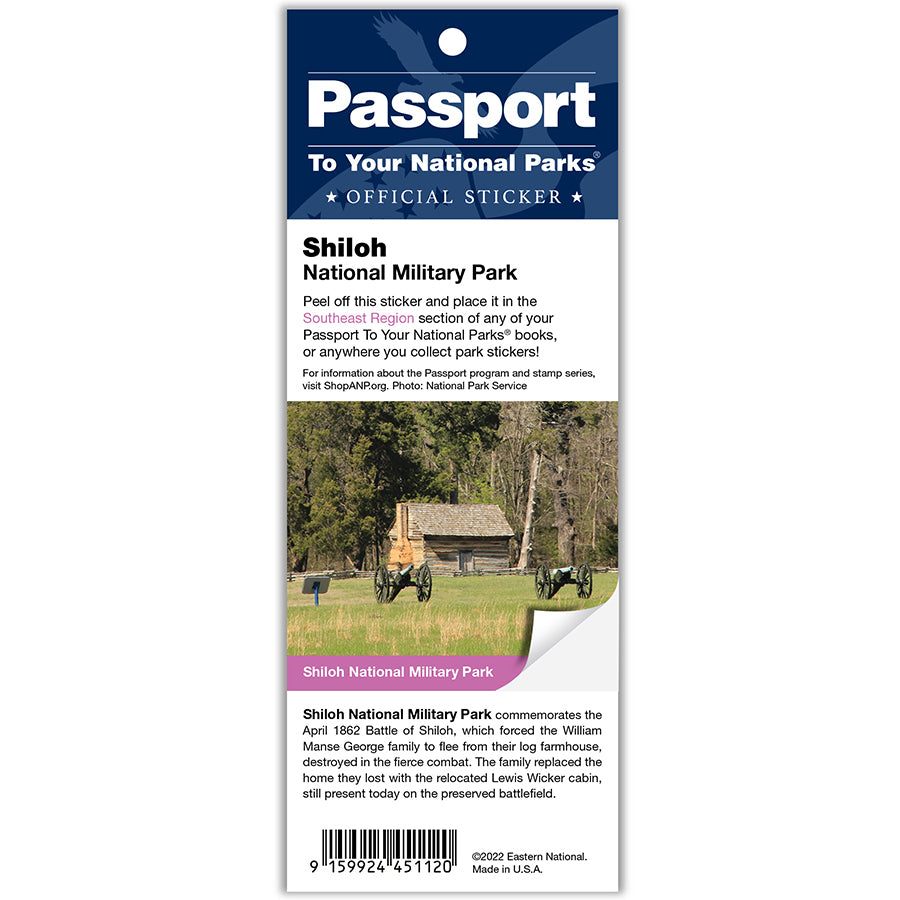 Passport
To Your National Parks®
★ OFFICIAL STICKER ★
Shiloh
National Military Park
Peel off this sticker and place it in the
Southeast Region section of any of your
Passport To Your National Parks® books,
or anywhere you collect park stickers!
For information about the Passport program and stamp series,
visit ShopANP.org. Photo: National Park Service
Shiloh National Military Park
Shiloh National Military Park commemorates the
April 1862 Battle of Shiloh, which forced the William
Manse George family to flee from their log farmhouse,
destroyed in the fierce combat. The family replaced the
home they lost with the relocated Lewis Wicker cabin,
still present today on the preserved battlefield.
9 159924 451120
©2022 Eastern National.
Made in U.S.A.